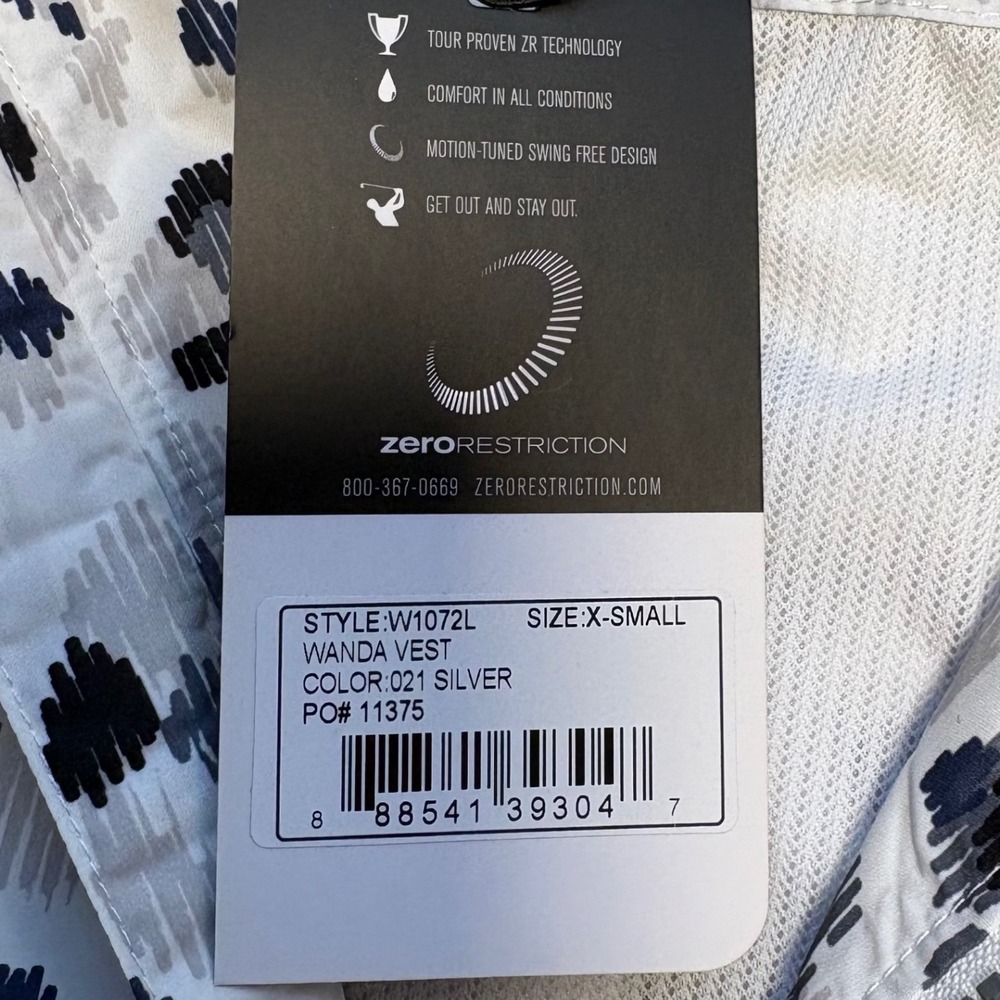 TOUR PROVEN ZR TECHNOLOGY
COMFORT IN ALL CONDITIONS
MOTION-TUNED SWING FREE DESIGN
GET OUT AND STAY OUT.
zeroRESTRICTION
800-367-0669 ZERORESTRICTION.COM
STYLE:W1072L SIZE:X-SMALL
WANDA VEST
COLOR:021 SILVER
PO# 11375
8 88541 39304 7